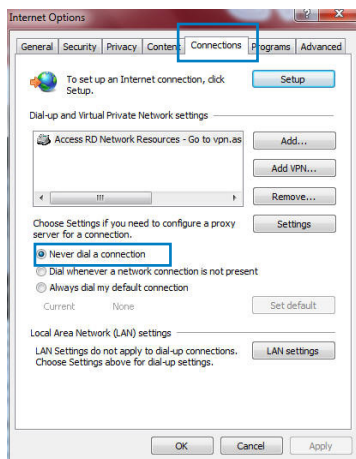 Internet Options
General Security Privacy Content Connections Programs Advanced
To set up an Internet connection, click Setup.
Setup
Dial-up and Virtual Private Network settings
Access RD Network Resources - Go to vpn.as
Add...
Add VPN...
Remove...
Choose Settings if you need to configure a proxy
server for a connection.
Settings
Never dial a connection
Dial whenever a network connection is not present
Always dial my default connection
Current None
Set default
Local Area Network (LAN) settings
LAN Settings do not apply to dial-up connections.
Choose Settings above for dial-up settings.
LAN settings
OK Cancel Apply